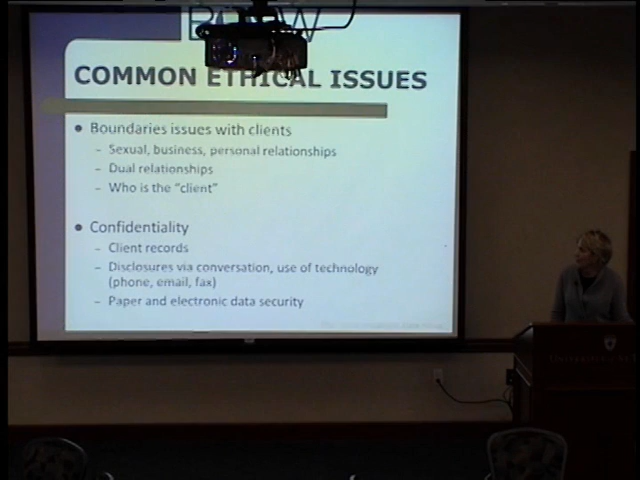 COMMON ETHICAL ISSUES
• Boundaries issues with clients
– Sexual, business, personal relationships
– Dual relationships
– Who is the “client”
• Confidentiality
– Client records
– Disclosures via conversation, use of technology
(phone, email, fax)
– Paper and electronic data security